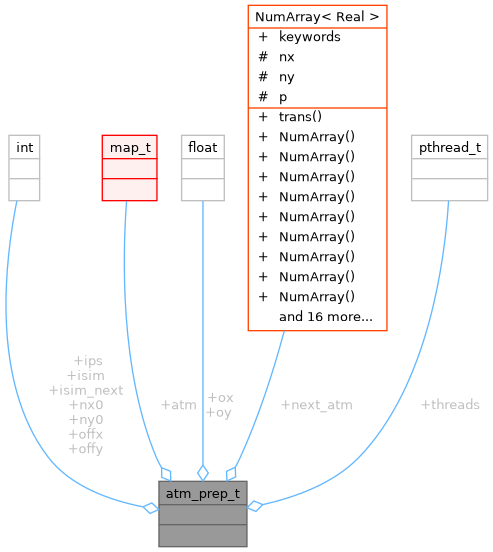 NumArray< Real >
+ keywords
# nx
# ny
# p
+ trans()
+ NumArray()
+ NumArray()
+ NumArray()
+ NumArray()
+ NumArray()
+ NumArray()
+ NumArray()
+ NumArray()
+ NumArray()
and 16 more...
int
map_t
float
pthread_t
+ips
+isim
+isim_next
+nx0
+ny0
+offx
+offy
+atm
+ox
+oy
+next_atm
+threads
atm_prep_t